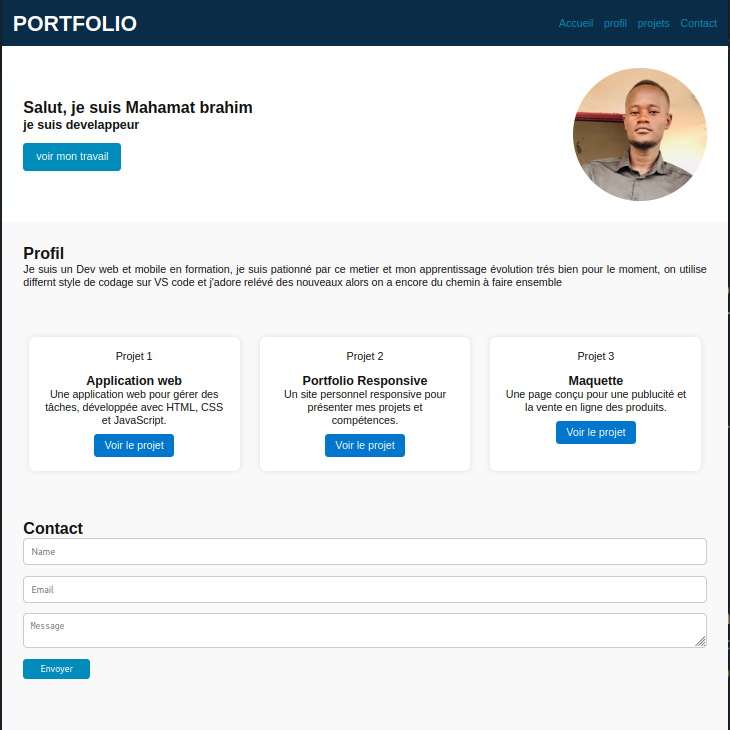 PORTFOLIO
Accueil profil projets Contact
Salut, je suis Mahamat brahim
je suis develappeur
voir mon travail
Profil
Je suis un Dev web et mobile en formation, je suis pationné par ce metier et mon apprentissage évolution trés bien pour le moment, on utilise
differnt style de codage sur VS code et j'adore relévé des nouveaux alors on a encore du chemin à faire ensemble
Projet 1
Application web
Une application web pour gérer des
tâches, développée avec HTML, CSS
et JavaScript.
Voir le projet
Projet 2
Portfolio Responsive
Un site personnel responsive pour
présenter mes projets et
compétences.
Voir le projet
Projet 3
Maquette
Une page conçu pour une publucité et
la vente en ligne des produits.
Voir le projet
Contact
Name
Email
Message
Envoyer